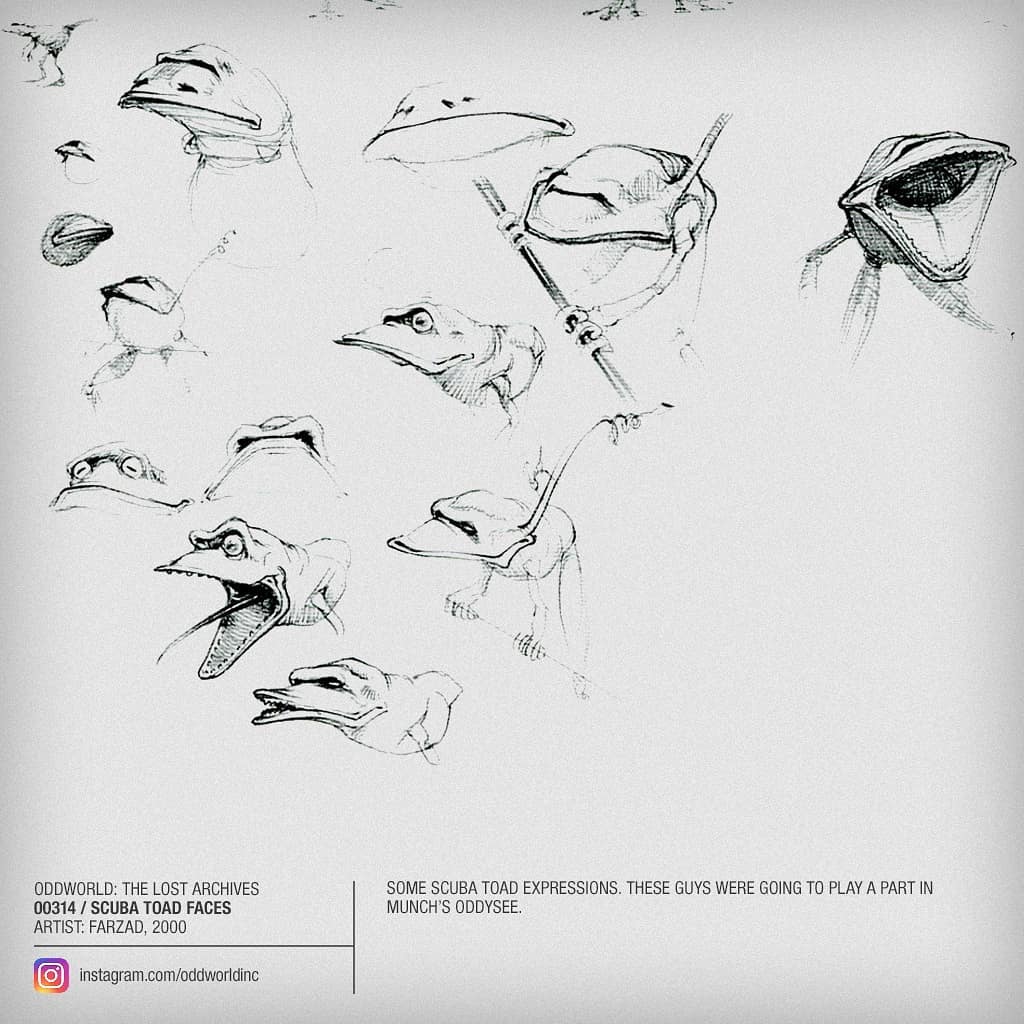 ODDWORLD: THE LOST ARCHIVES
00314 / SCUBA TOAD FACES
ARTIST: FARZAD, 2000
instagram.com/oddworldinc
SOME SCUBA TOAD EXPRESSIONS. THESE GUYS WERE GOING TO PLAY A PART IN
MUNCH'S ODDYSEE.